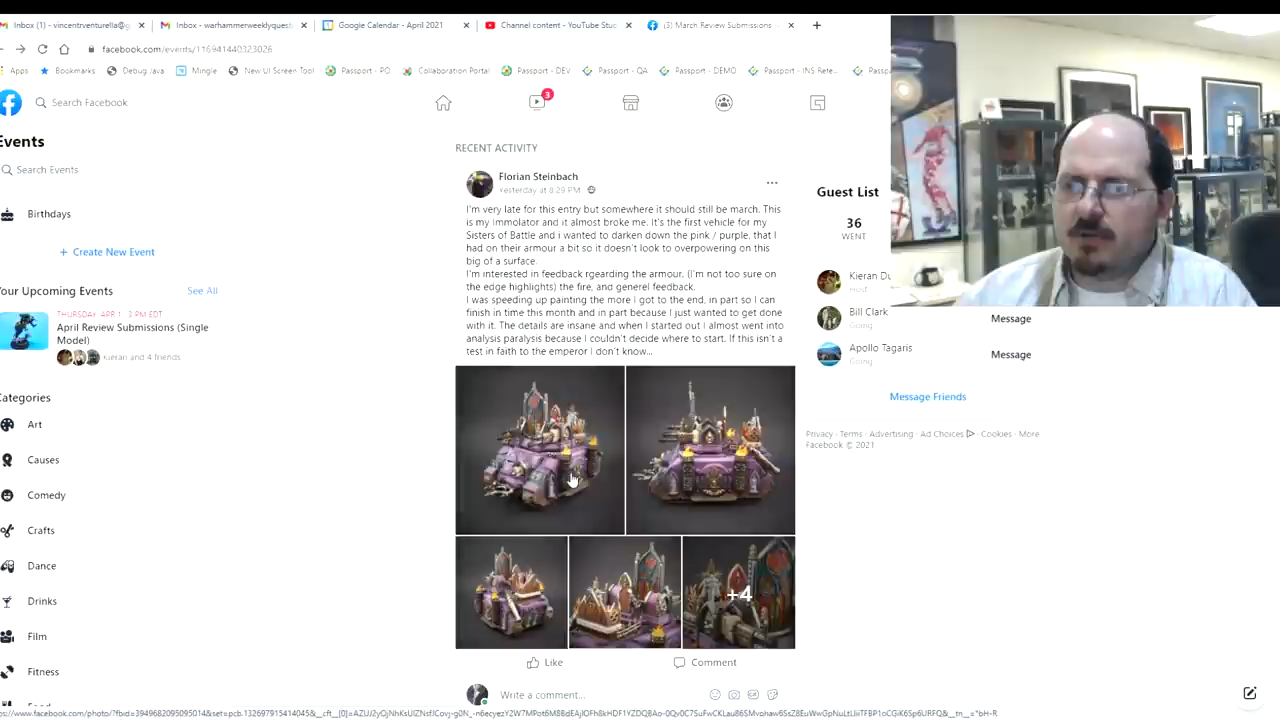 Inbox (1) - vincentrventurella@g
Inbox - warhammerweeklyquest
Google Calendar - April 2021
Channel content - YouTube Stu
(3) March Review Submissions
facebook.com/events/116941440323026
Apps
Bookmarks
Debug Java
Mingle
New UI Screen Tool
Passport - PO
Collaboration Portal
Passport - DEV
Passport - QA
Passport - DEMO
Passport - INS Rete...
Pass
Search Facebook
3
Events
Search Events
Birthdays
+ Create New Event
Your Upcoming Events
See All
THURSDAY, APR 1, 3 PM EDT
April Review Submissions (Single
Model)
Kieran and 4 friends
Categories
Art
Causes
Comedy
Crafts
Dance
Drinks
Film
Fitness
RECENT ACTIVITY
Florian Steinbach
Yesterday at 8:29 PM
I'm very late for this entry but somewhere it should still be march. This
is my Immolator and it almost broke me. It's the first vehicle for my
Sisters of Battle and i wanted to darken down the pink / purple, that I
had on their armour a bit so it doesn't look to overpowering on this
big of a surface.
I'm interested in feedback rgearding the armour. (I'm not too sure on
the edge highlights) the fire, and generel feedback.
I was speeding up painting the more I got to the end, in part so I can
finish in time this month and in part because I just wanted to get done
with it. The details are insane and when I started out I almost went into
analysis paralysis because I couldn't decide where to start. If this isn't a
test in faith to the emperor I don't know...
+4
Like
Comment
Write a comment...
Guest List
36
WENT
Kieran Du
Host
Bill Clark
Going
Message
Apollo Tagaris
Going
Message
Message Friends
Privacy · Terms · Advertising · Ad Choices · Cookies · More
Facebook © 2021